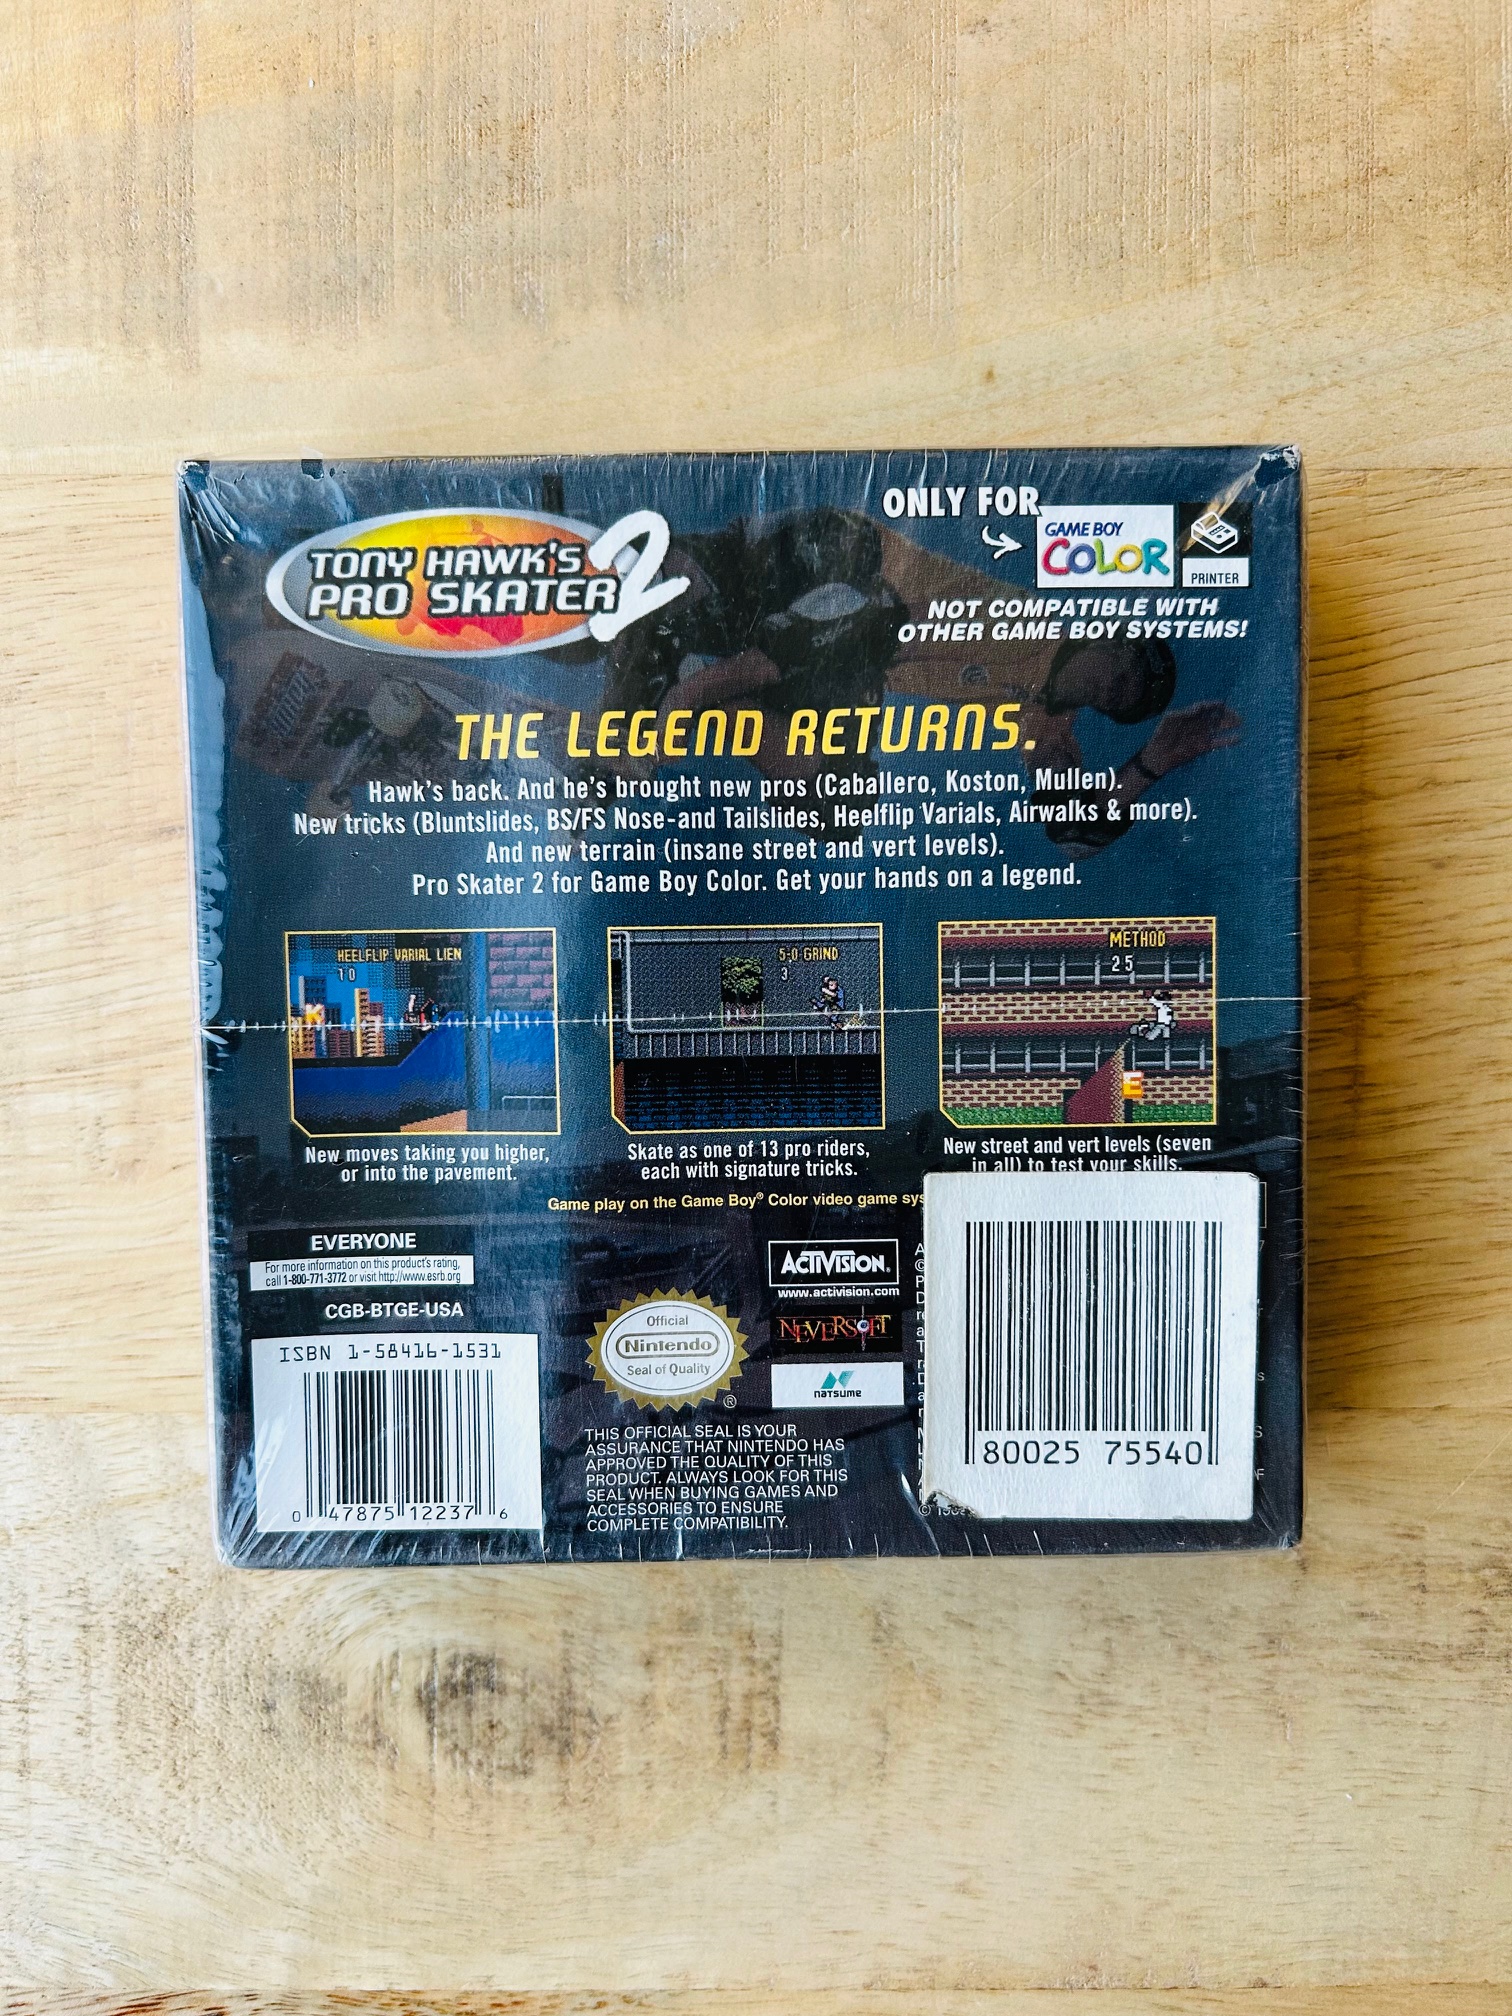 TONY HAWK'S
PRO SKATER 2
ONLY FOR
GAME BOY
COLOR
PRINTER
NOT COMPATIBLE WITH
OTHER GAME BOY SYSTEMS!
THE LEGEND RETURNS.
Hawk's back. And he's brought new pros (Caballero, Koston, Mullen).
New tricks (Bluntslides, BS/FS Nose-and Tailslides, Heelflip Varials, Airwalks & more).
And new terrain (insane street and vert levels).
Pro Skater 2 for Game Boy Color. Get your hands on a legend.
HEELFLIP VARIAL LIEN
10
K
5-0 GRIND
3
METHOD
25
E
New moves taking you higher,
or into the pavement.
Skate as one of 13 pro riders,
each with signature tricks.
New street and vert levels (seven
in all) to test your skills.
Game play on the Game Boy® Color video game
EVERYONE
For more information on this product's rating,
call 1-800-771-3772 or visit http://www.esrb.org
CGB-BTGE-USA
ISBN 1-58416-1531
0 47875 12237 6
Official
Nintendo
Seal of Quality
®
THIS OFFICIAL SEAL IS YOUR
ASSURANCE THAT NINTENDO HAS
APPROVED THE QUALITY OF THIS
PRODUCT. ALWAYS LOOK FOR THIS
SEAL WHEN BUYING GAMES AND
ACCESSORIES TO ENSURE
COMPLETE COMPATIBILITY.
ACTIVISION.
www.activision.com
NEVERSOFT
NATSUME
80025 75540